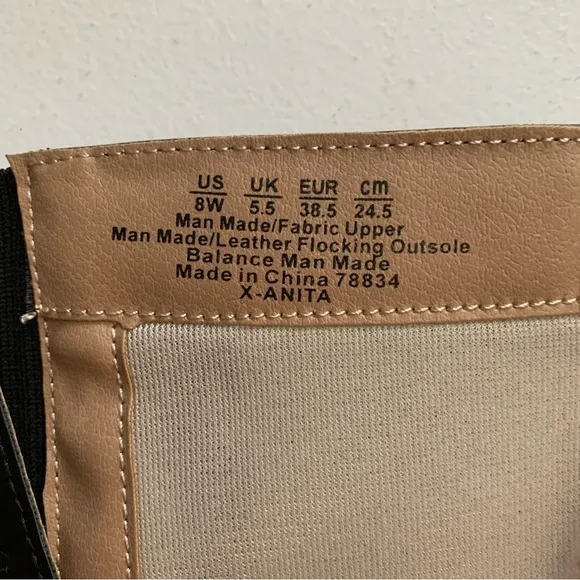 US UK EUR cm
8W 5.5 38.5 24.5
Man Made/Fabric Upper
Man Made/Leather Flocking Outsole
Balance Man Made
Made in China 78834
X-ANITA